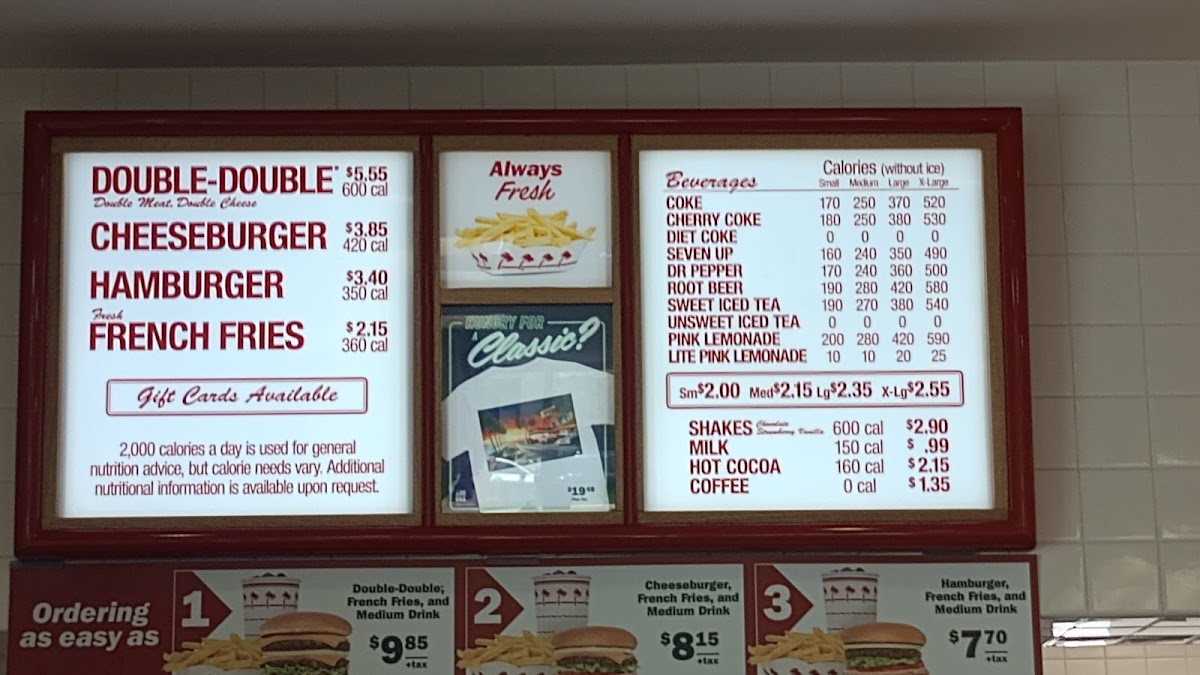 DOUBLE-DOUBLE® $5.55
Double Meat. Double Cheese 600 cal
CHEESEBURGER $3.85
420 cal
HAMBURGER $3.40
350 cal
Fresh
FRENCH FRIES $2.15
360 cal
Gift Cards Available
2,000 calories a day is used for general
nutrition advice, but calorie needs vary. Additional
nutritional information is available upon request.
Always
Fresh
HUNGRY FOR
A Classic?
$19.48
Beverages Calories (without ice)
Small Medium Large X-Large
COKE 170 250 370 520
CHERRY COKE 180 250 380 530
DIET COKE 0 0 0 0
SEVEN UP 160 240 350 490
DR PEPPER 170 240 360 500
ROOT BEER 190 280 420 580
SWEET ICED TEA 190 270 380 540
UNSWEET ICED TEA 0 0 0 0
PINK LEMONADE 200 280 420 590
LITE PINK LEMONADE 10 10 20 25
Sm$2.00 Med$2.15 Lg$2.35 X-Lg$2.55
SHAKES Chocolate Strawberry Vanilla 600 cal $2.90
MILK 150 cal $ .99
HOT COCOA 160 cal $2.15
COFFEE 0 cal $1.35
Ordering
as easy as
1
Double-Double,
French Fries, and
Medium Drink
$9.85
+tax
2
Cheeseburger,
French Fries, and
Medium Drink
$8.15
+tax
3
Hamburger,
French Fries, and
Medium Drink
$7.70
+tax